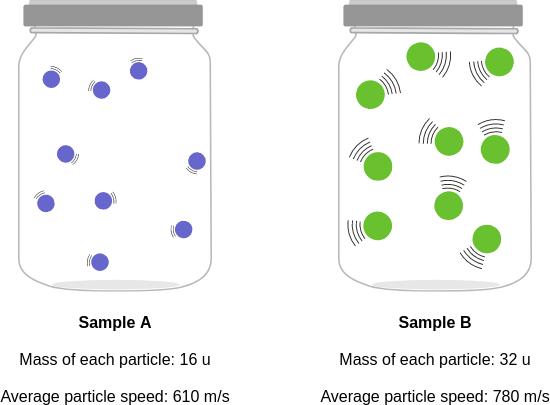 Sample A
Mass of each particle: 16 u
Average particle speed: 610 m/s
Sample B
Mass of each particle: 32 u
Average particle speed: 780 m/s